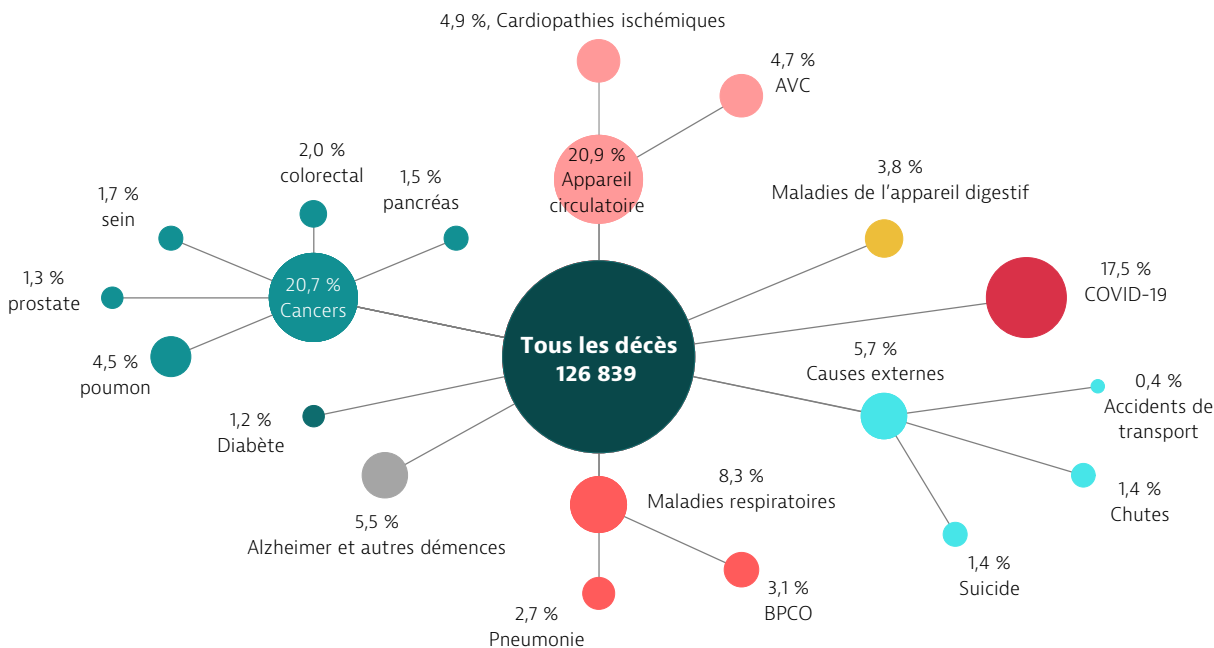 4,9 %, Cardiopathies ischémiques
4,7 %
AVC
20,9 %
Appareil
circulatoire
2,0 %
colorectal
1,5 %
pancréas
1,7 %
sein
1,3 %
prostate
20,7 %
Cancers
4,5 %
poumon
3,8 %
Maladies de l'appareil digestif
17,5 %
COVID-19
Tous les décès
126 839
5,7 %
Causes externes
0,4 %
Accidents de
transport
1,4 %
Chutes
1,4 %
Suicide
1,2 %
Diabète
5,5 %
Alzheimer et autres démences
8,3 %
Maladies respiratoires
3,1 %
BPCO
2,7 %
Pneumonie